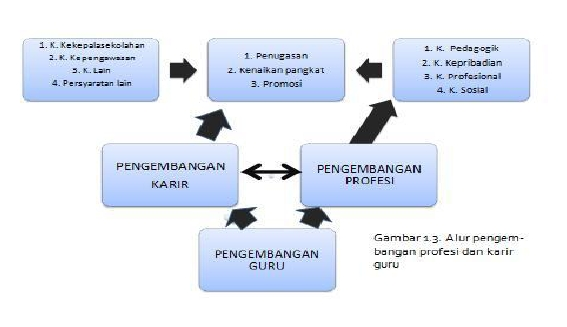 1. K. Kekepalasekolahan
2. K. Kepengawasan
3. K. Lain
4. Persyaratan lain
1. Penugasan
2. Kenaikan pangkat
3. Promosi
1. K. Pedagogik
2. K. Kepribadian
3. K. Profesional
4. K. Sosial
PENGEMBANGAN
KARIR
PENGEMBANGAN
PROFESI
PENGEMBANGAN
GURU
Gambar 1.3. Alur pengem-
bangan profesi dan karir
guru